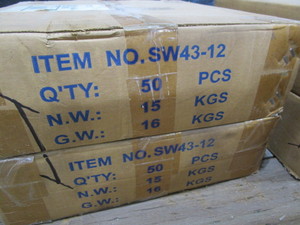 ITEM NO. SW43-12
Q'TY: 50 PCS
N.W.: 15 KGS
G.W.: 16 KGS
ITEM NO. SW43-12
Q'TY: 50 PCS
N.W.: 15 KGS
G.W.: 16 KGS